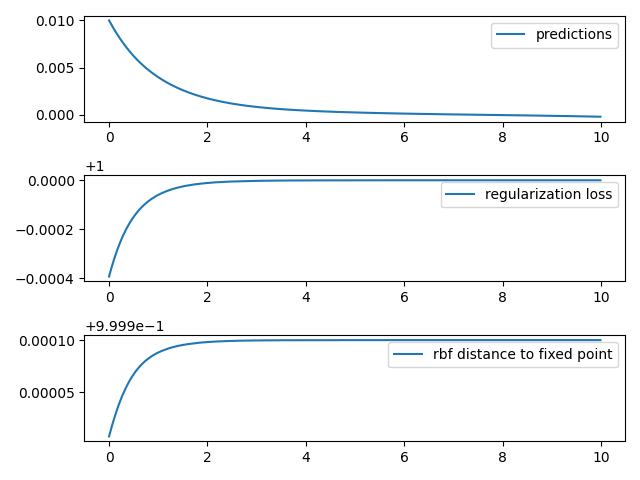 0.010
0.005
0.000
predictions
0 2 4 6 8 10
+1
0.0000
−0.0002
−0.0004
regularization loss
0 2 4 6 8 10
+9.999e−1
0.00010
0.00005
rbf distance to fixed point
0 2 4 6 8 10